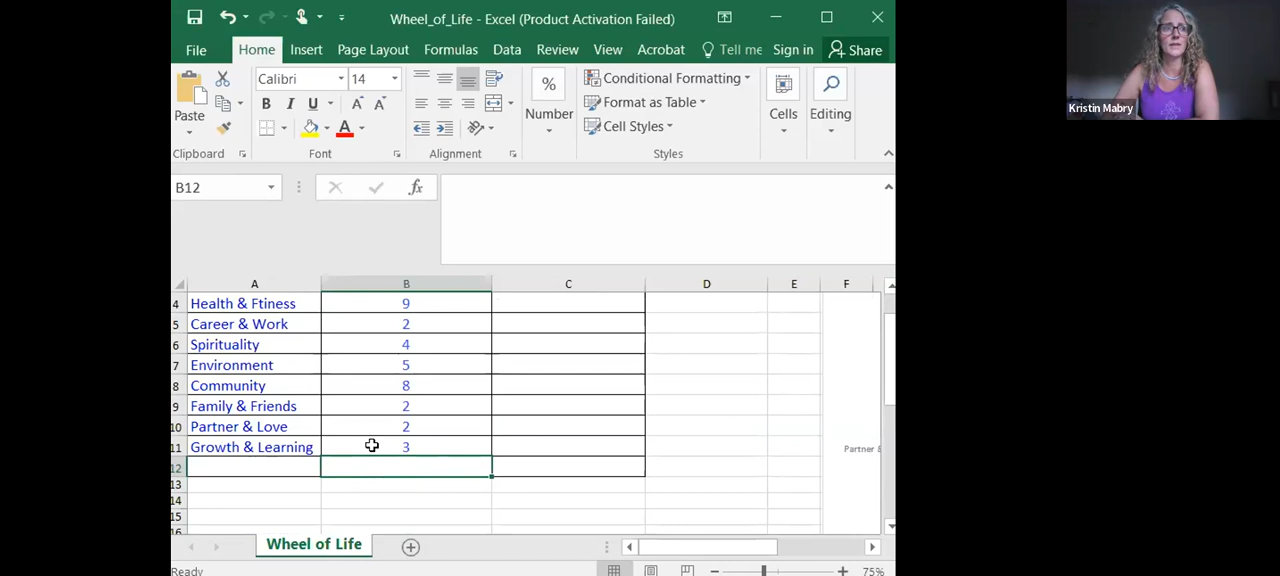 Wheel_of_Life - Excel (Product Activation Failed)
File Home Insert Page Layout Formulas Data Review View Acrobat Tell me Sign in Share
Paste
Calibri 14
B I U A A
A
%
Number
Conditional Formatting
Format as Table
Cell Styles
Cells
Editing
Clipboard Font Alignment Styles
B12 fx
A B C D E F
4 Health & Ftiness 9
5 Career & Work 2
6 Spirituality 4
7 Environment 5
8 Community 8
9 Family & Friends 2
10 Partner & Love 2
11 Growth & Learning 3
12
13
14
15
16
Partner &
Wheel of Life
Ready 75%
Kristin Mabry